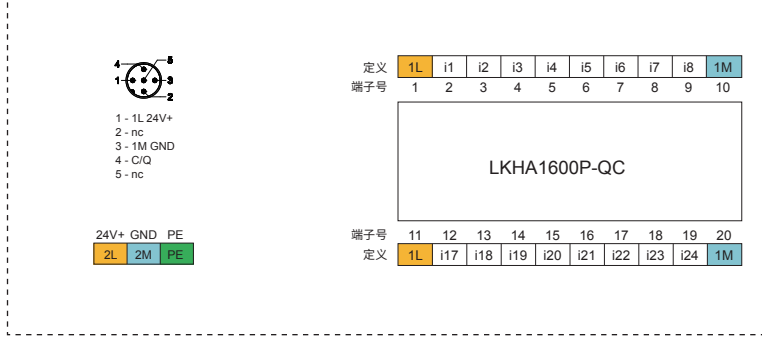 4
5
1
3
2
1 - 1L 24V+
2 - nc
3 - 1M GND
4 - C/Q
5 - nc
24V+ GND PE
2L 2M PE
定义 1L i1 i2 i3 i4 i5 i6 i7 i8 1M
端子号 1 2 3 4 5 6 7 8 9 10
LKHA1600P-QC
端子号 11 12 13 14 15 16 17 18 19 20
定义 1L i17 i18 i19 i20 i21 i22 i23 i24 1M